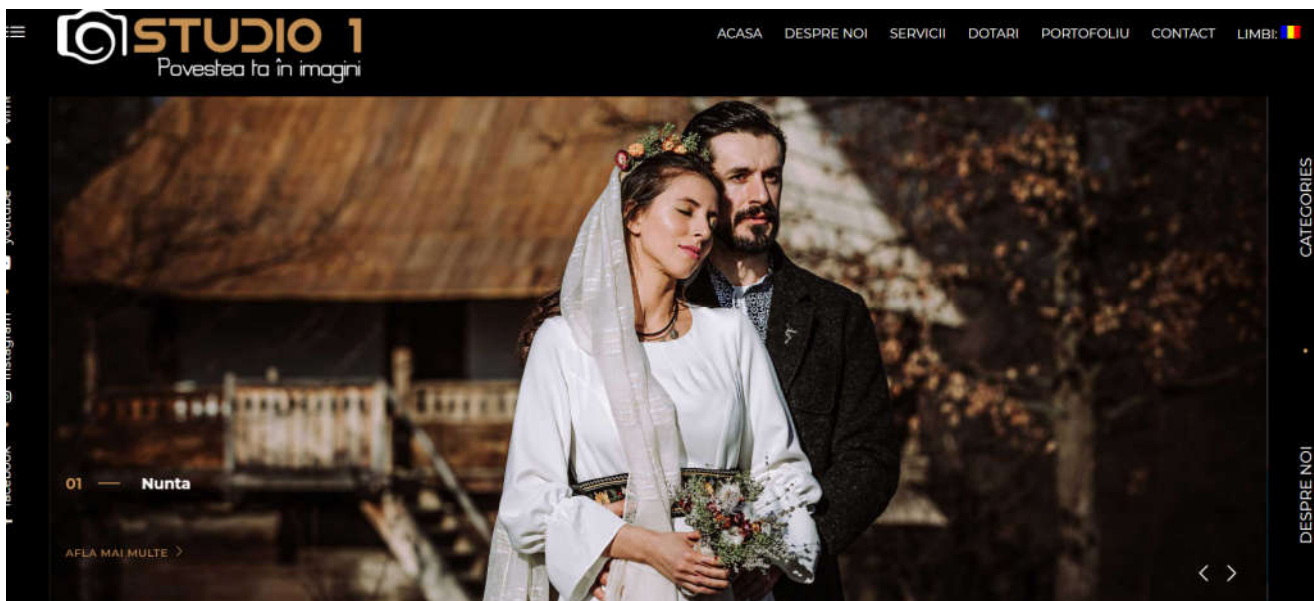 STUDIO 1
Povestea ta în imagini
ACASA DESPRE NOI SERVICII DOTARI PORTOFOLIU CONTACT LIMBI:
youtube
instagram
facebook
CATEGORIES
DESPRE NOI
01 — Nunta
AFLA MAI MULTE >